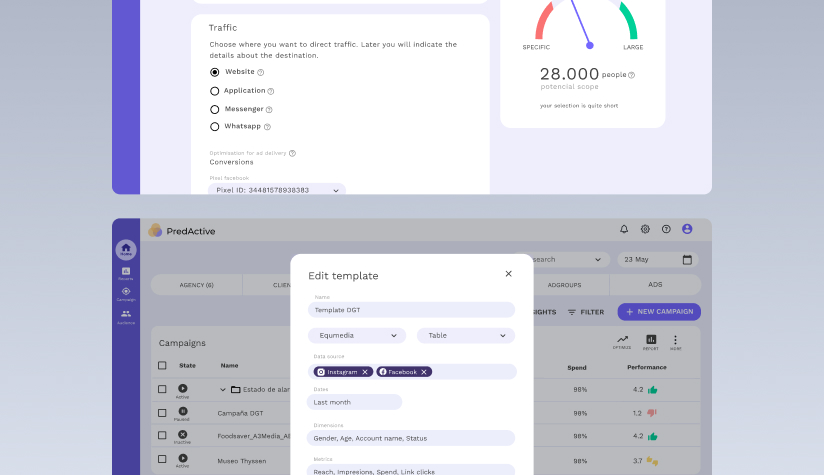 Traffic
Choose where you want to direct traffic. Later you will indicate the
details about the destination.
Website
Application
Messenger
Whatsapp
Optimisation for ad delivery
Conversions
Pixel facebook
Pixel ID: 34481578938383
SPECIFIC
LARGE
28.000 people
potencial scope
your selection is quite short
PredActive
Home
Reports
Campaign
Audience
search
23 May
AGENCY (6)
ADGROUPS
ADS
FILTER
+ NEW CAMPAIGN
Campaigns
OPTIMIZE
REPORT
MORE
State
Name
Spend
Performance
Active
Estado de alar
98%
4.2
Paused
Campaña OGT
98%
1.2
Inactive
Foodsaver_A3Media_All
98%
4.2
Active
Museo Thyssen
98%
3.7
Edit template
Name
Template OGT
Equmedia
Table
Data source
Instagram
Facebook
Dates
Last month
Dimensions
Gender, Age, Account name, Status
Metrics
Reach, Impresions, Spend, Link clicks